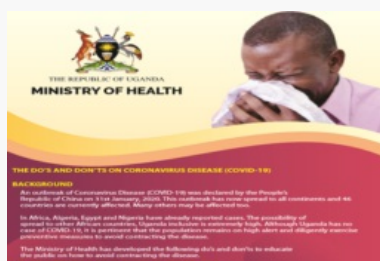 THE REPUBLIC OF UGANDA
MINISTRY OF HEALTH
THE DO'S AND DON'TS ON CORONAVIRUS DISEASE (COVID-19)
BACKGROUND
An outbreak of Coronavirus Disease (COVID-19) was declared by the People's
Republic of China on 31st January, 2020. This outbreak has now spread to all continents and 46
countries are currently affected. Many others may be affected too.
In Africa, Algeria, Egypt and Nigeria have already reported cases. The possibility of
spread to other African countries, Uganda inclusive is extremely high. Although Uganda has no
case of COVID-19, it is pertinent that the population remains on high alert and diligently exercise
preventive measures to avoid contracting the disease.
The Ministry of Health has developed the following do's and don'ts to educate
the public on how to avoid contracting the disease.